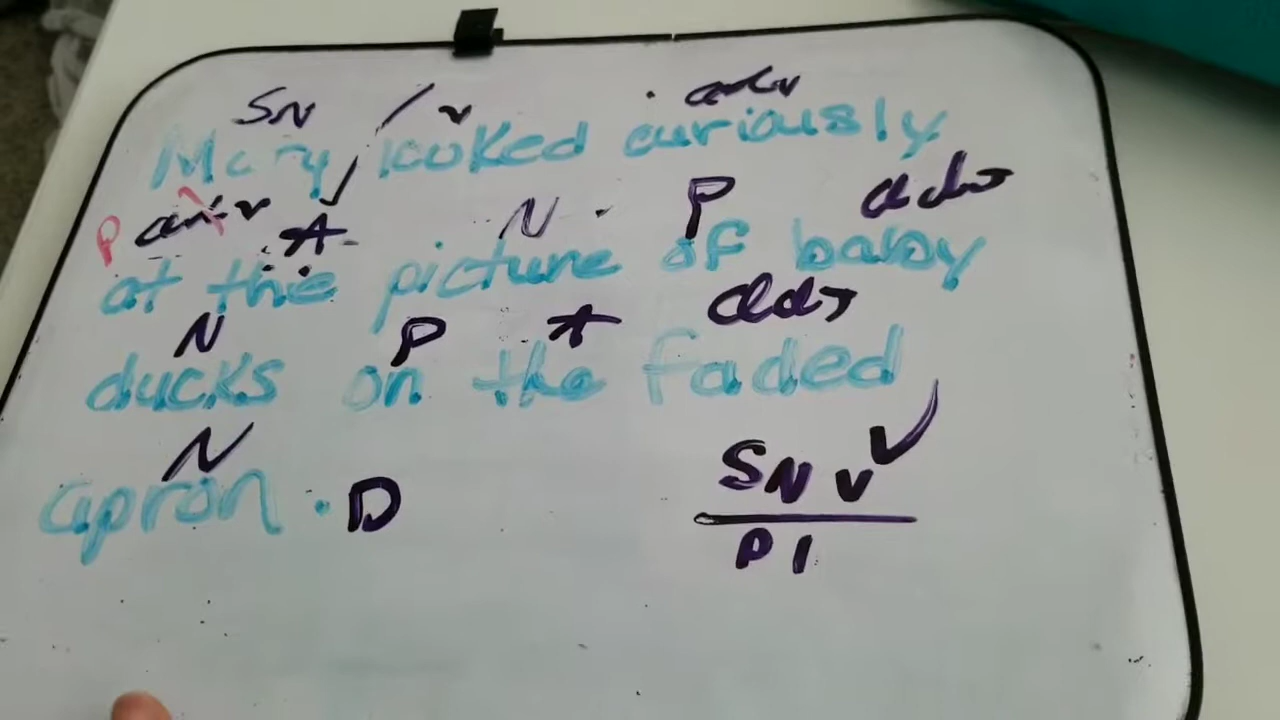 SN / v . adv
Mary looked curiously
P adv A N . P adj
at the picture of baby
N P A adj
ducks on the faded
N
apron . D
SN V
P1